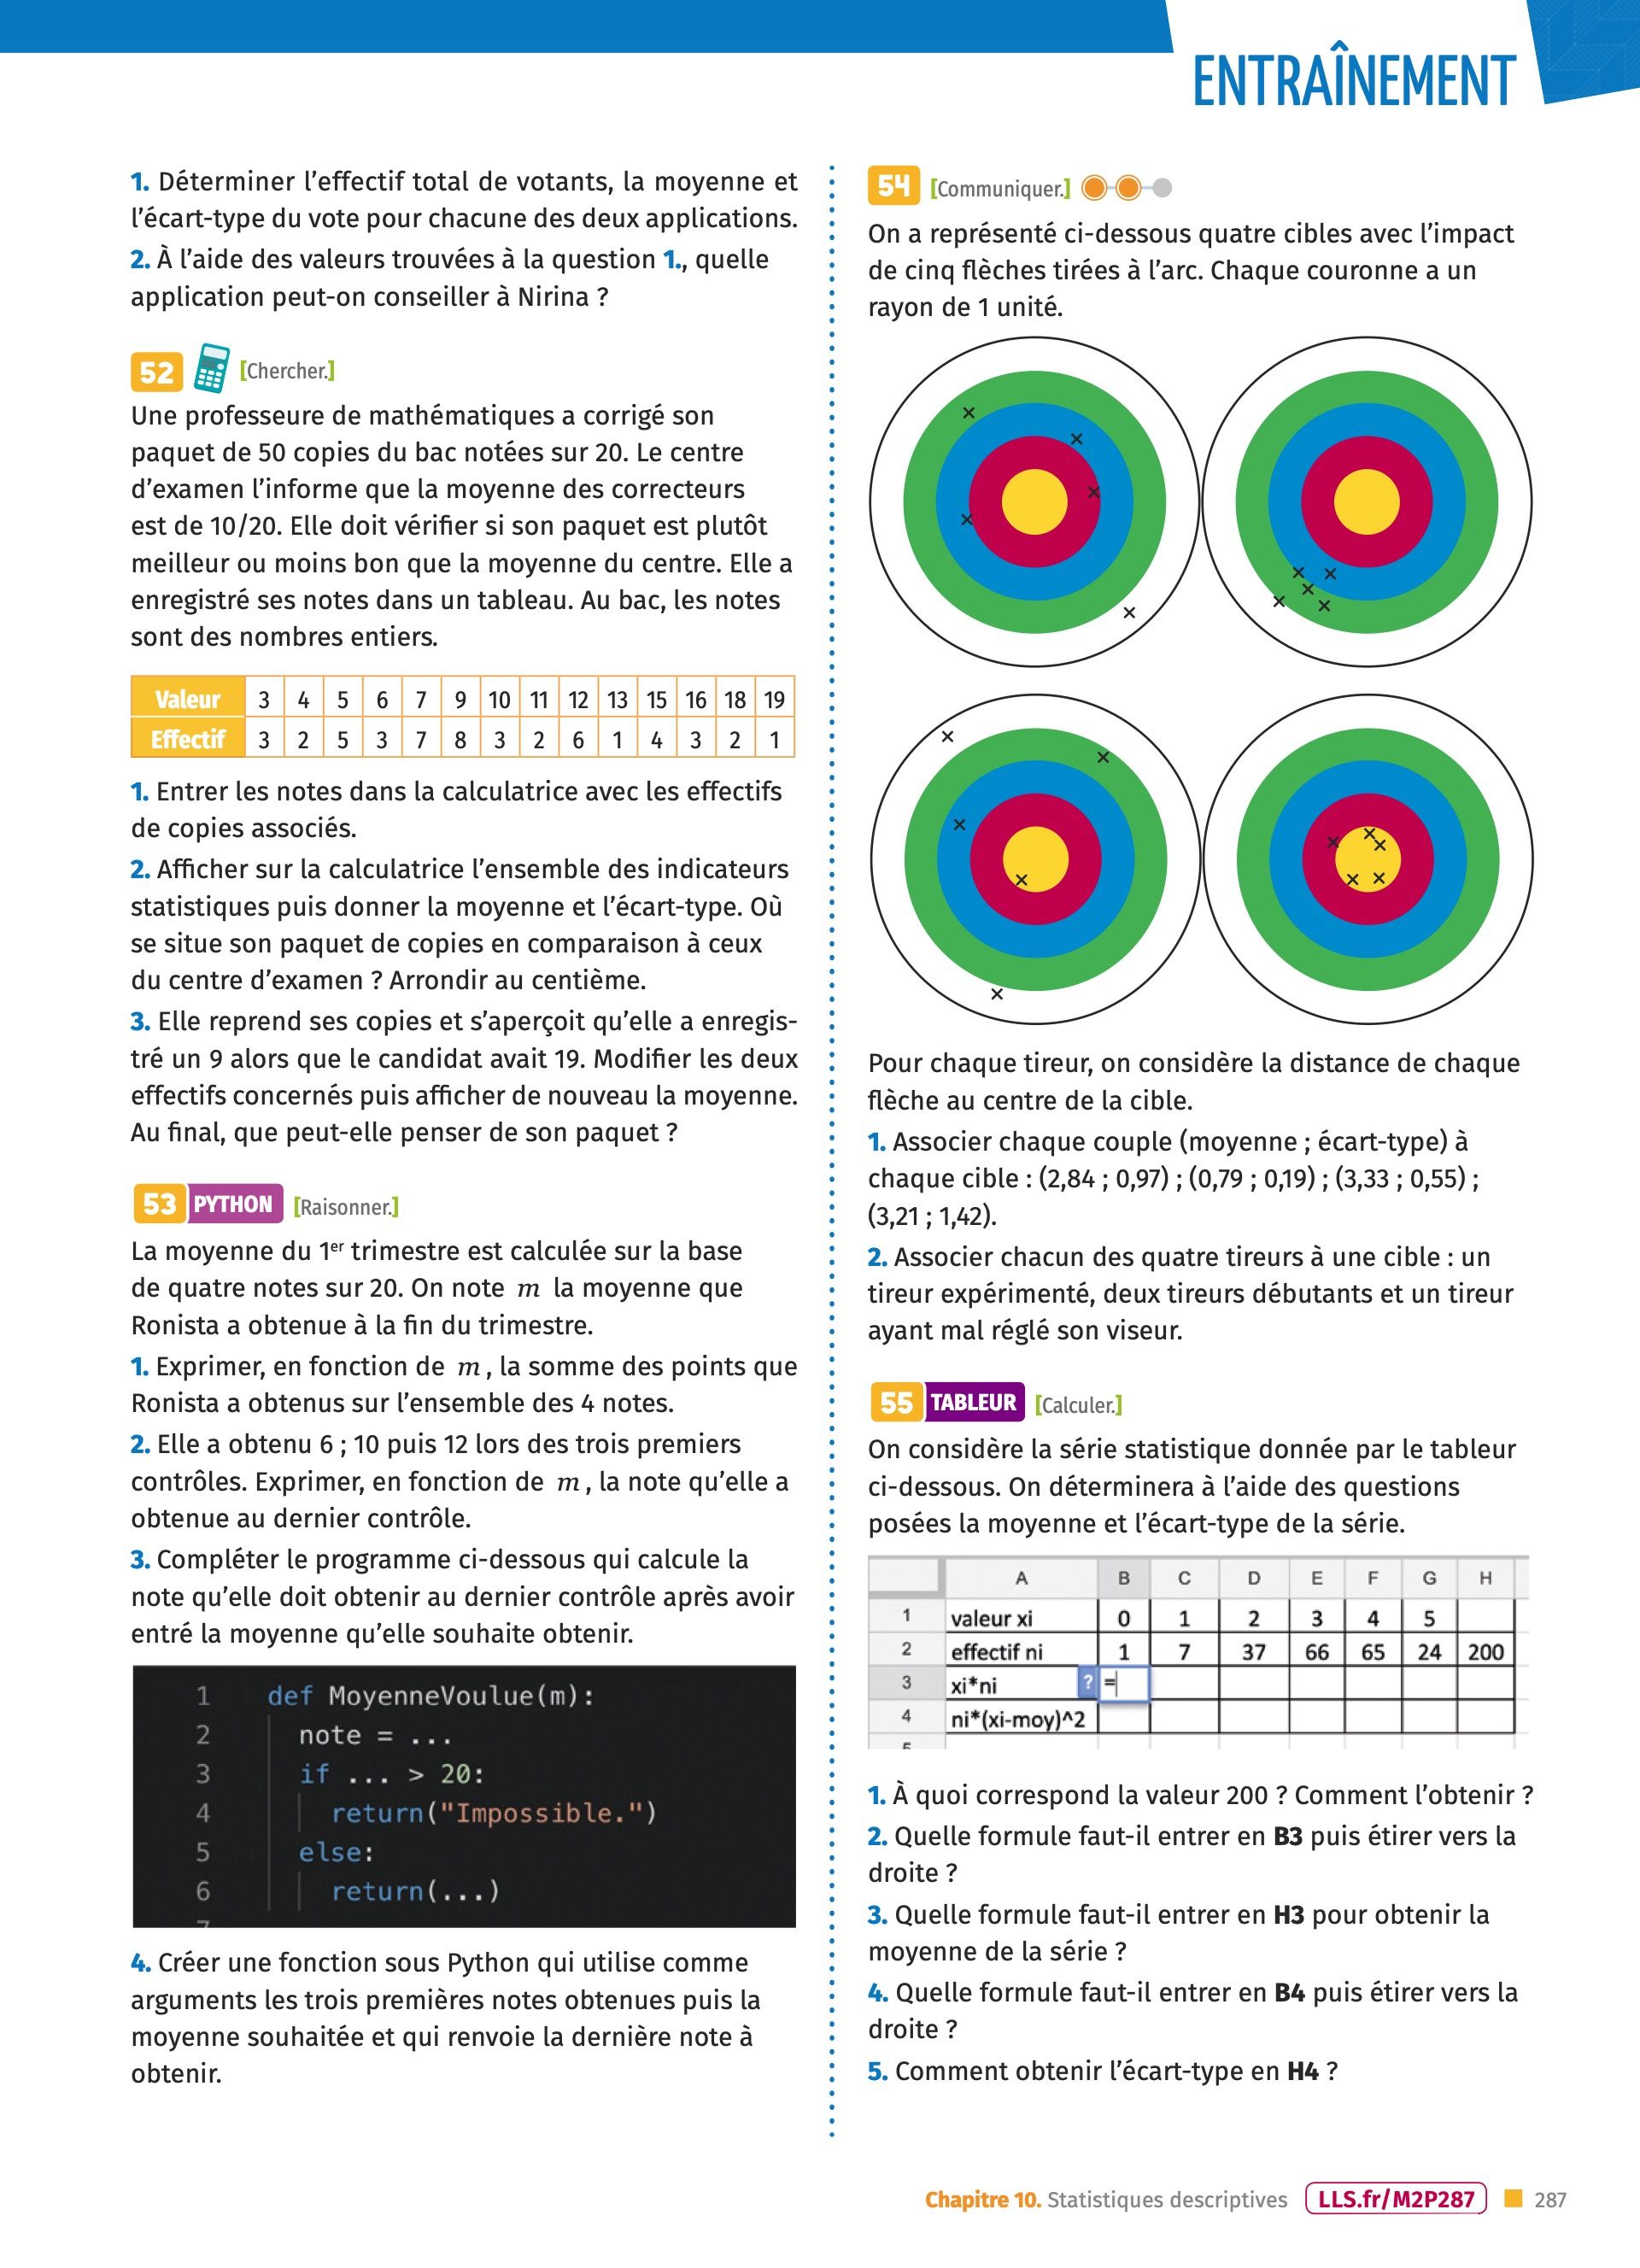 ENTRAÎNEMENT
1. Déterminer l’effectif total de votants, la moyenne et
l’écart-type du vote pour chacune des deux applications.
2. À l’aide des valeurs trouvées à la question 1., quelle
application peut-on conseiller à Nirina ?
52 [Chercher.]
Une professeure de mathématiques a corrigé son
paquet de 50 copies du bac notées sur 20. Le centre
d’examen l’informe que la moyenne des correcteurs
est de 10/20. Elle doit vérifier si son paquet est plutôt
meilleur ou moins bon que la moyenne du centre. Elle a
enregistré ses notes dans un tableau. Au bac, les notes
sont des nombres entiers.
Valeur 3 4 5 6 7 9 10 11 12 13 15 16 18 19
Effectif 3 2 5 3 7 8 3 2 6 1 4 3 2 1
1. Entrer les notes dans la calculatrice avec les effectifs
de copies associés.
2. Afficher sur la calculatrice l’ensemble des indicateurs
statistiques puis donner la moyenne et l’écart-type. Où
se situe son paquet de copies en comparaison à ceux
du centre d’examen ? Arrondir au centième.
3. Elle reprend ses copies et s’aperçoit qu’elle a enregis-
tré un 9 alors que le candidat avait 19. Modifier les deux
effectifs concernés puis afficher de nouveau la moyenne.
Au final, que peut-elle penser de son paquet ?
53 PYTHON [Raisonner.]
La moyenne du 1er trimestre est calculée sur la base
de quatre notes sur 20. On note m la moyenne que
Ronista a obtenue à la fin du trimestre.
1. Exprimer, en fonction de m, la somme des points que
Ronista a obtenus sur l’ensemble des 4 notes.
2. Elle a obtenu 6 ; 10 puis 12 lors des trois premiers
contrôles. Exprimer, en fonction de m, la note qu’elle a
obtenue au dernier contrôle.
3. Compléter le programme ci-dessous qui calcule la
note qu’elle doit obtenir au dernier contrôle après avoir
entré la moyenne qu’elle souhaite obtenir.
1 def MoyenneVoulue(m):
2 note = ...
3 if ... > 20:
4 return("Impossible.")
5 else:
6 return(...)
4. Créer une fonction sous Python qui utilise comme
arguments les trois premières notes obtenues puis la
moyenne souhaitée et qui renvoie la dernière note à
obtenir.
54 [Communiquer.]
On a représenté ci-dessous quatre cibles avec l’impact
de cinq flèches tirées à l’arc. Chaque couronne a un
rayon de 1 unité.
Pour chaque tireur, on considère la distance de chaque
flèche au centre de la cible.
1. Associer chaque couple (moyenne ; écart-type) à
chaque cible : (2,84 ; 0,97) ; (0,79 ; 0,19) ; (3,33 ; 0,55) ;
(3,21 ; 1,42).
2. Associer chacun des quatre tireurs à une cible : un
tireur expérimenté, deux tireurs débutants et un tireur
ayant mal réglé son viseur.
55 TABLEUR [Calculer.]
On considère la série statistique donnée par le tableur
ci-dessous. On déterminera à l’aide des questions
posées la moyenne et l’écart-type de la série.
A B C D E F G H
1 valeur xi 0 1 2 3 4 5
2 effectif ni 1 7 37 66 65 24 200
3 xi*ni ? =
4 ni*(xi-moy)^2
1. À quoi correspond la valeur 200 ? Comment l’obtenir ?
2. Quelle formule faut-il entrer en B3 puis étirer vers la
droite ?
3. Quelle formule faut-il entrer en H3 pour obtenir la
moyenne de la série ?
4. Quelle formule faut-il entrer en B4 puis étirer vers la
droite ?
5. Comment obtenir l’écart-type en H4 ?
Chapitre 10. Statistiques descriptives LLS.fr/M2P287 287